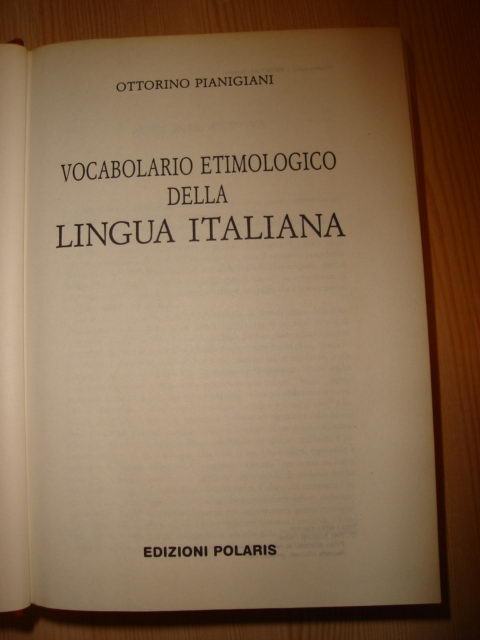 OTTORINO PIANIGIANI
VOCABOLARIO ETIMOLOGICO
DELLA
LINGUA ITALIANA
EDIZIONI POLARIS